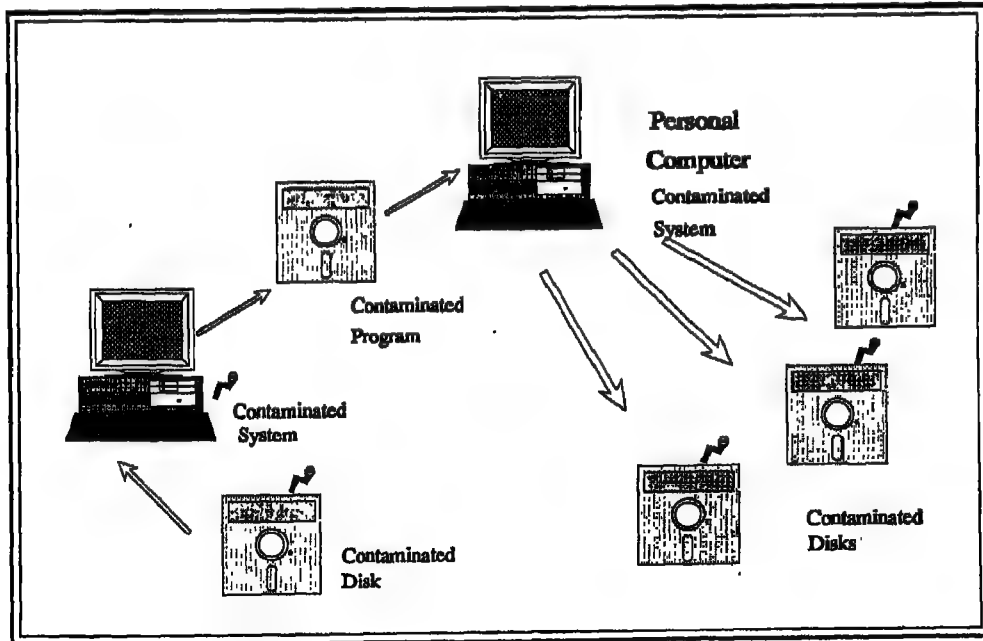 Personal
Computer
Contaminated
System
Contaminated
Program
Contaminated
System
Contaminated
Disk
Contaminated
Disks